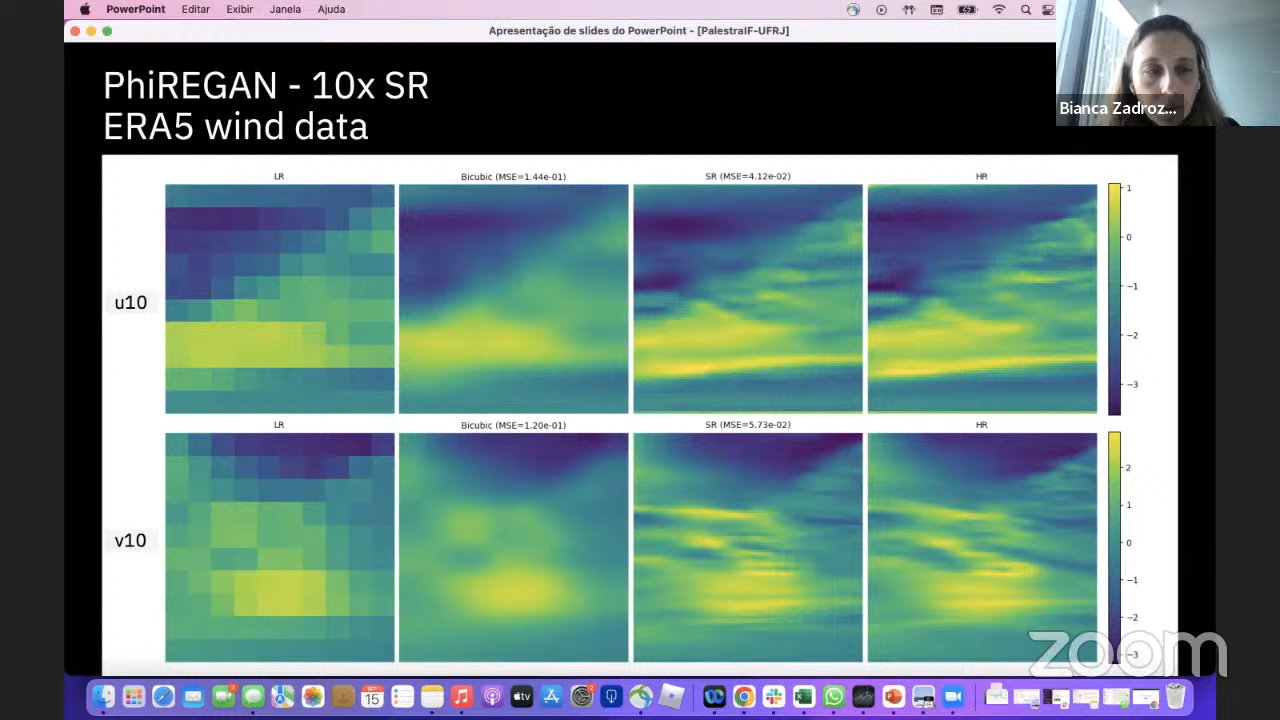 PowerPoint Editar Exibir Janela Ajuda
Apresentação de slides do PowerPoint - [PalestraIF-UFRJ]
Bianca Zadroz...
PhiREGAN - 10x SR
ERA5 wind data
LR Bicubic (MSE=1.44e-01) SR (MSE=4.12e-02) HR
1
0
−1
−2
−3
u10
LR Bicubic (MSE=1.20e-01) SR (MSE=5.73e-02) HR
2
1
0
−1
−2
−3
v10
zoom
15
tv